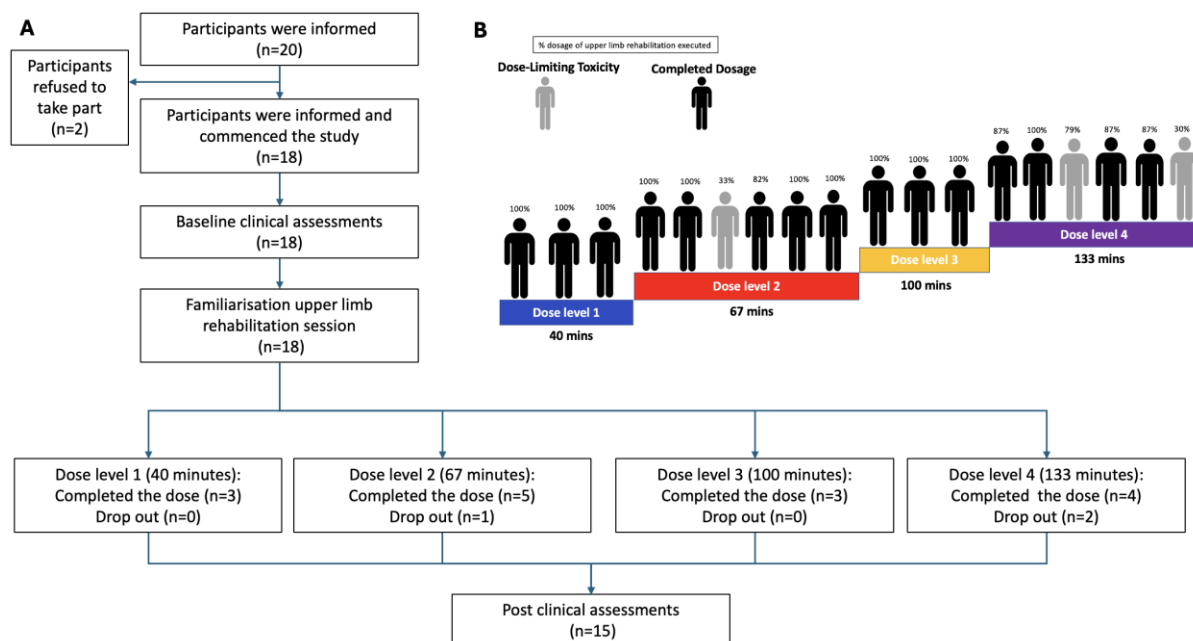 A
Participants were informed
(n=20)
Participants
refused to
take part
(n=2)
Participants were informed and
commenced the study
(n=18)
Baseline clinical assessments
(n=18)
Familiarisation upper limb
rehabilitation session
(n=18)
B
% dosage of upper limb rehabilitation executed
Dose-Limiting Toxicity
Completed Dosage
100%
100%
100%
Dose level 1
40 mins
100%
100%
33%
82%
100%
100%
Dose level 2
67 mins
100%
100%
100%
Dose level 3
100 mins
87%
100%
79%
87%
87%
30%
Dose level 4
133 mins
Dose level 1 (40 minutes):
Completed the dose (n=3)
Drop out (n=0)
Dose level 2 (67 minutes):
Completed the dose (n=5)
Drop out (n=1)
Dose level 3 (100 minutes):
Completed the dose (n=3)
Drop out (n=0)
Dose level 4 (133 minutes):
Completed the dose (n=4)
Drop out (n=2)
Post clinical assessments
(n=15)